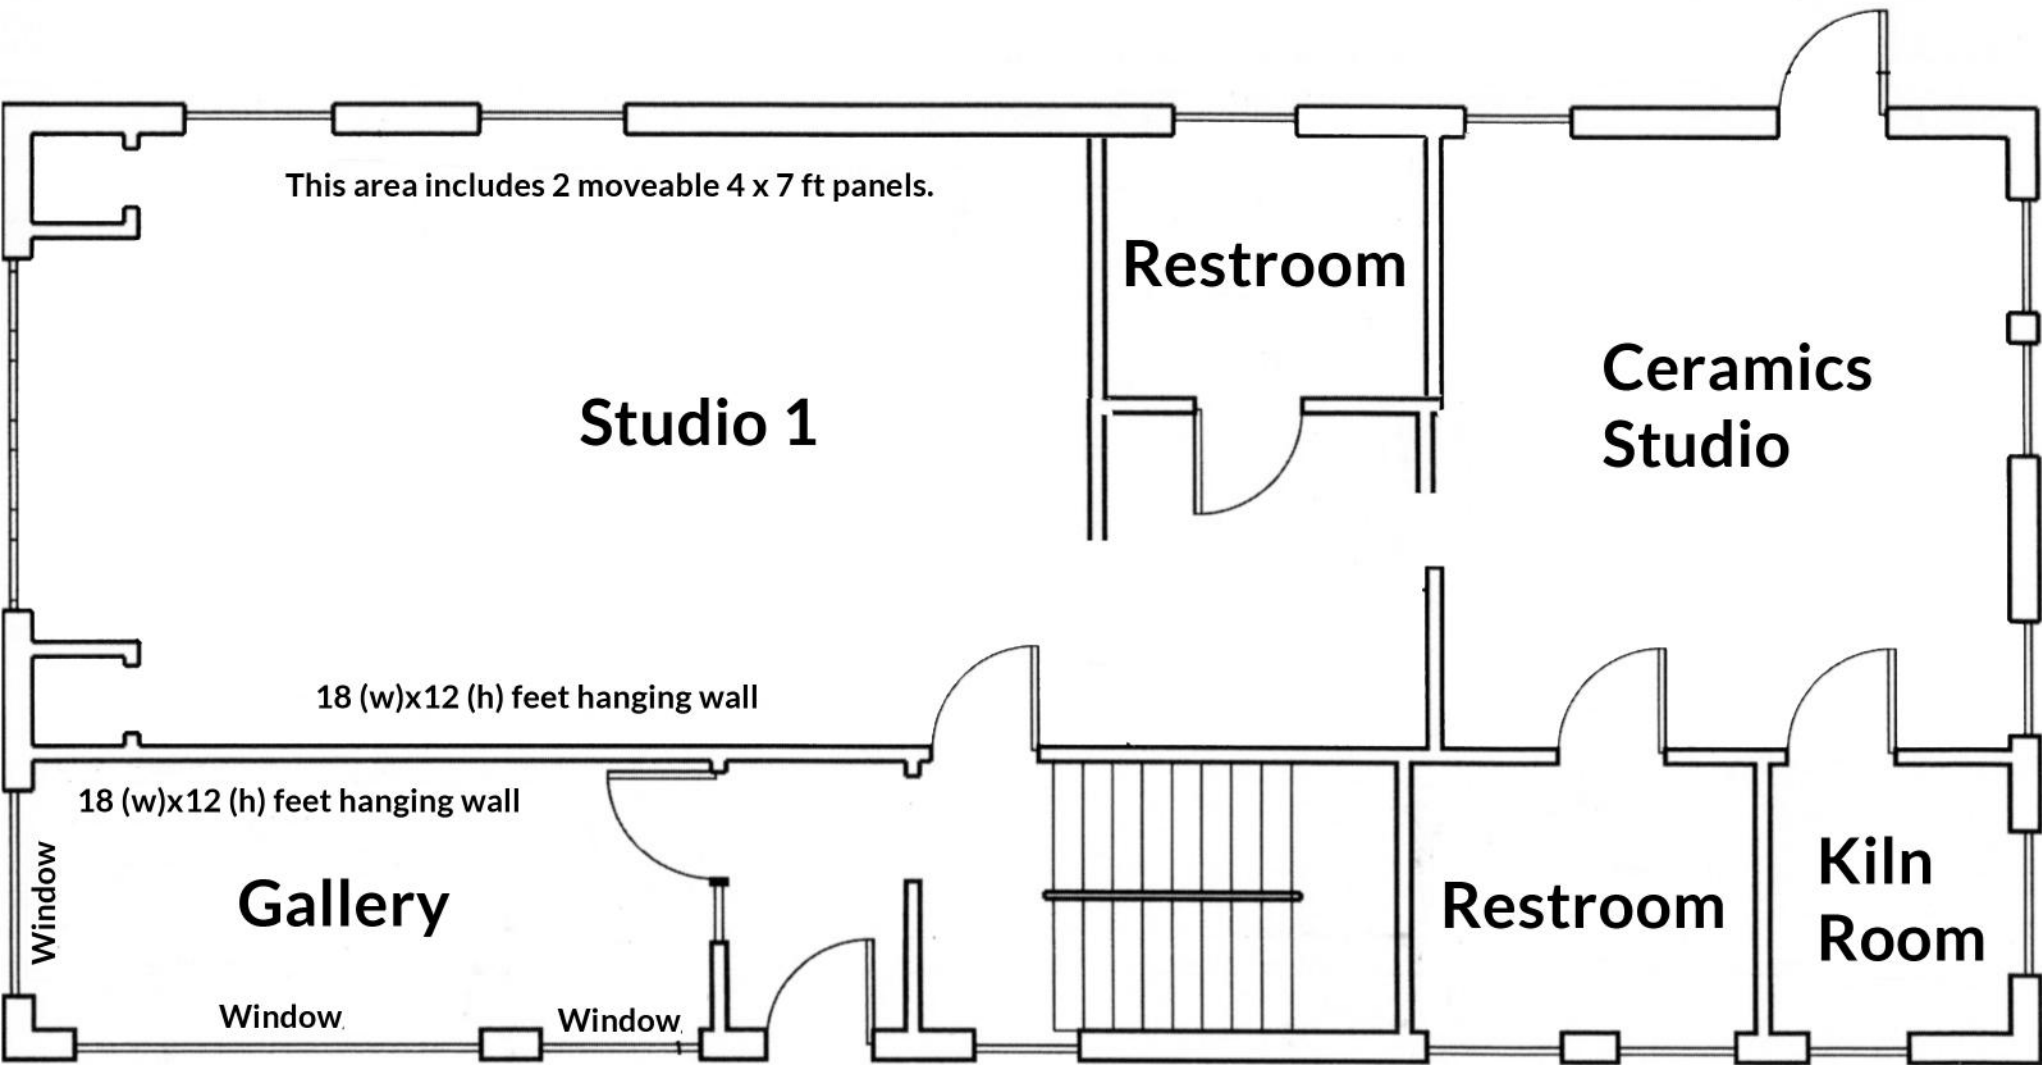 This area includes 2 moveable 4 x 7 ft panels.
Restroom
Ceramics
Studio
Studio 1
18 (w)x12 (h) feet hanging wall
18 (w)x12 (h) feet hanging wall
Window
Gallery
Restroom
Kiln
Room
Window
Window